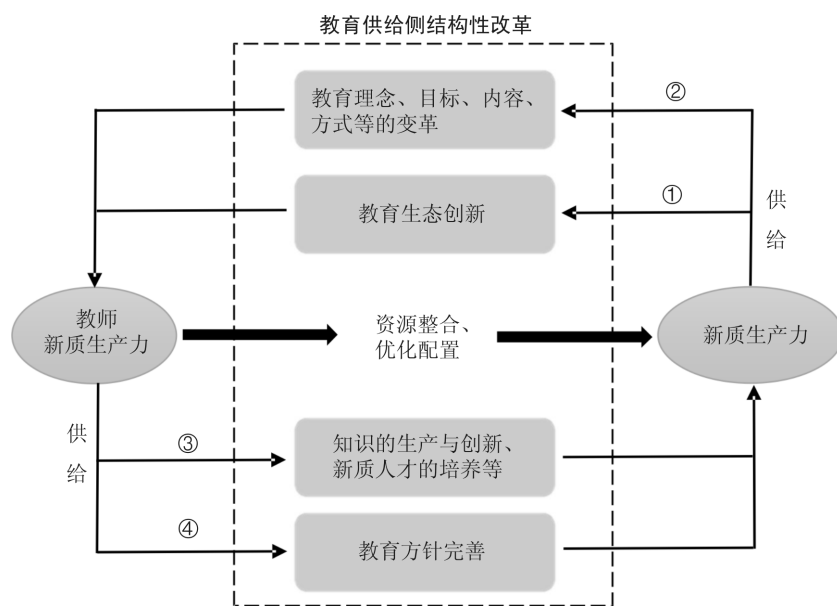 教育供给侧结构性改革
教育理念、目标、内容、
方式等的变革
②
教育生态创新
①
供
给
教师
新质生产力
资源整合、
优化配置
新质生产力
供
给
③
知识的生产与创新、
新质人才的培养等
④
教育方针完善